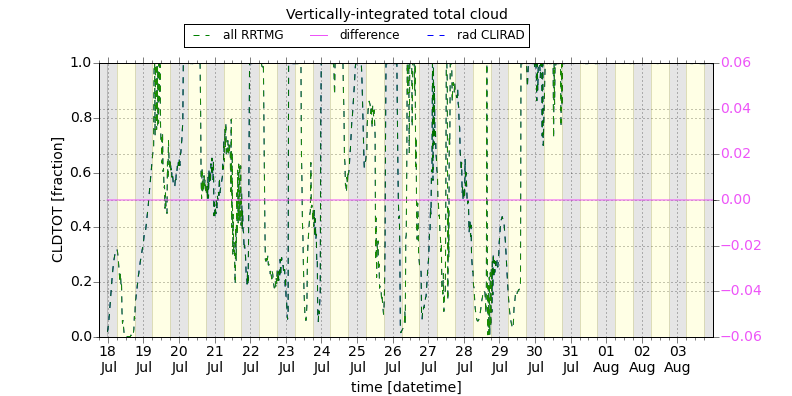 Vertically-integrated total cloud
all RRTMG difference rad CLIRAD
CLDTOT [fraction]
1.0 0.06
0.8 0.04
0.02
0.6 0.00
0.4 −0.02
0.2 −0.04
0.0 −0.06
18 19 20 21 22 23 24 25 26 27 28 29 30 31 01 02 03
Jul Jul Jul Jul Jul Jul Jul Jul Jul Jul Jul Jul Jul Jul Aug Aug Aug
time [datetime]